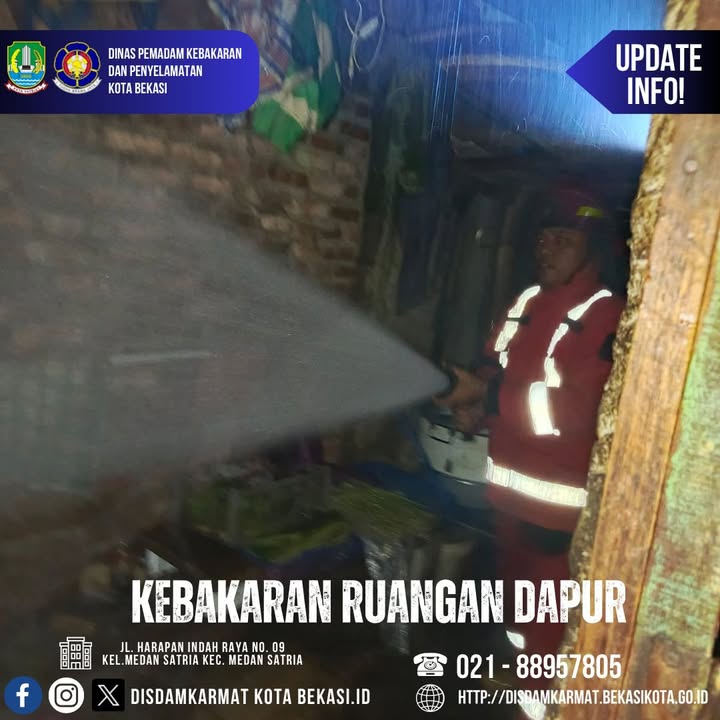 DINAS PEMADAM KEBAKARAN
DAN PENYELAMATAN
KOTA BEKASI
UPDATE
INFO!
KEBAKARAN RUANGAN DAPUR
JL. HARAPAN INDAH RAYA NO. 09
KEL.MEDAN SATRIA KEC. MEDAN SATRIA
021 - 88957805
DISDAMKARMAT KOTA BEKASI.ID
HTTP://DISDAMKARMAT.BEKASIKOTA.GO.ID